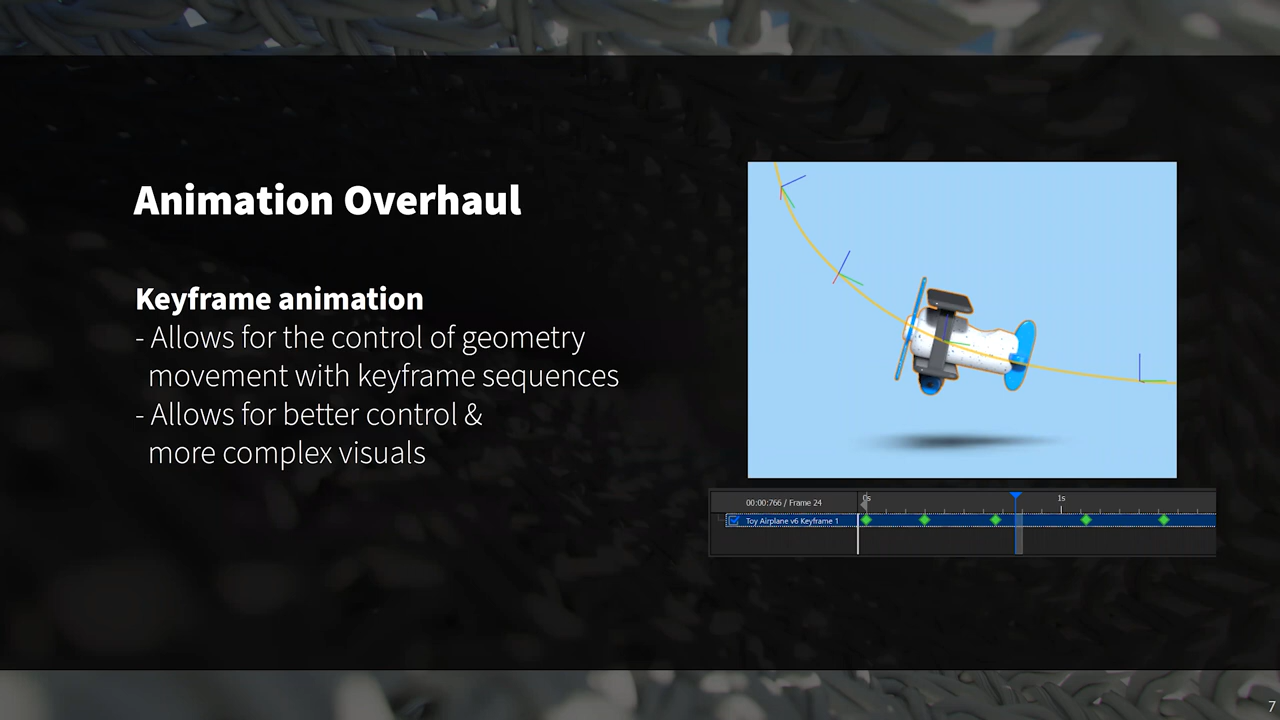 Animation Overhaul
Keyframe animation
- Allows for the control of geometry
movement with keyframe sequences
- Allows for better control &
more complex visuals
00:00:766 / Frame 24
0s
1s
Toy Airplane v6 Keyframe 1
7